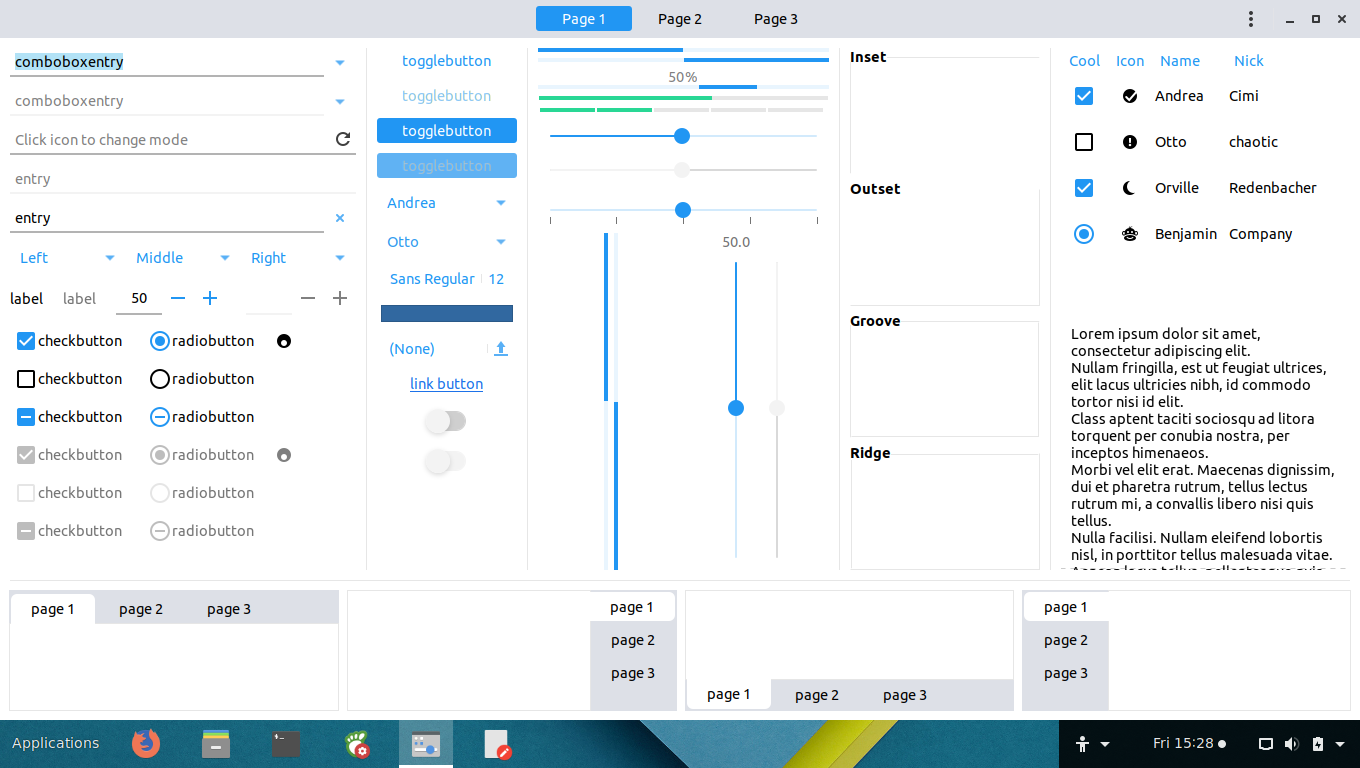 Page 1 Page 2 Page 3
comboboxentry
comboboxentry
Click icon to change mode
entry
entry
Left Middle Right
label label 50
checkbutton radiobutton
checkbutton radiobutton
checkbutton radiobutton
checkbutton radiobutton
checkbutton radiobutton
checkbutton radiobutton
togglebutton
togglebutton
togglebutton
togglebutton
Andrea
Otto
Sans Regular 12
(None)
link button
50%
50.0
Inset
Outset
Groove
Ridge
Cool Icon Name Nick
Andrea Cimi
Otto chaotic
Orville Redenbacher
Benjamin Company
Lorem ipsum dolor sit amet,
consectetur adipiscing elit.
Nullam fringilla, est ut feugiat ultrices,
elit lacus ultricies nibh, id commodo
tortor nisi id elit.
Class aptent taciti sociosqu ad litora
torquent per conubia nostra, per
inceptos himenaeos.
Morbi vel elit erat. Maecenas dignissim,
dui et pharetra rutrum, tellus lectus
rutrum mi, a convallis libero nisi quis
tellus.
Nulla facilisi. Nullam eleifend lobortis
nisl, in porttitor tellus malesuada vitae.
page 1 page 2 page 3
page 1
page 2
page 3
page 1 page 2 page 3
page 1
page 2
page 3
Applications
Fri 15:28